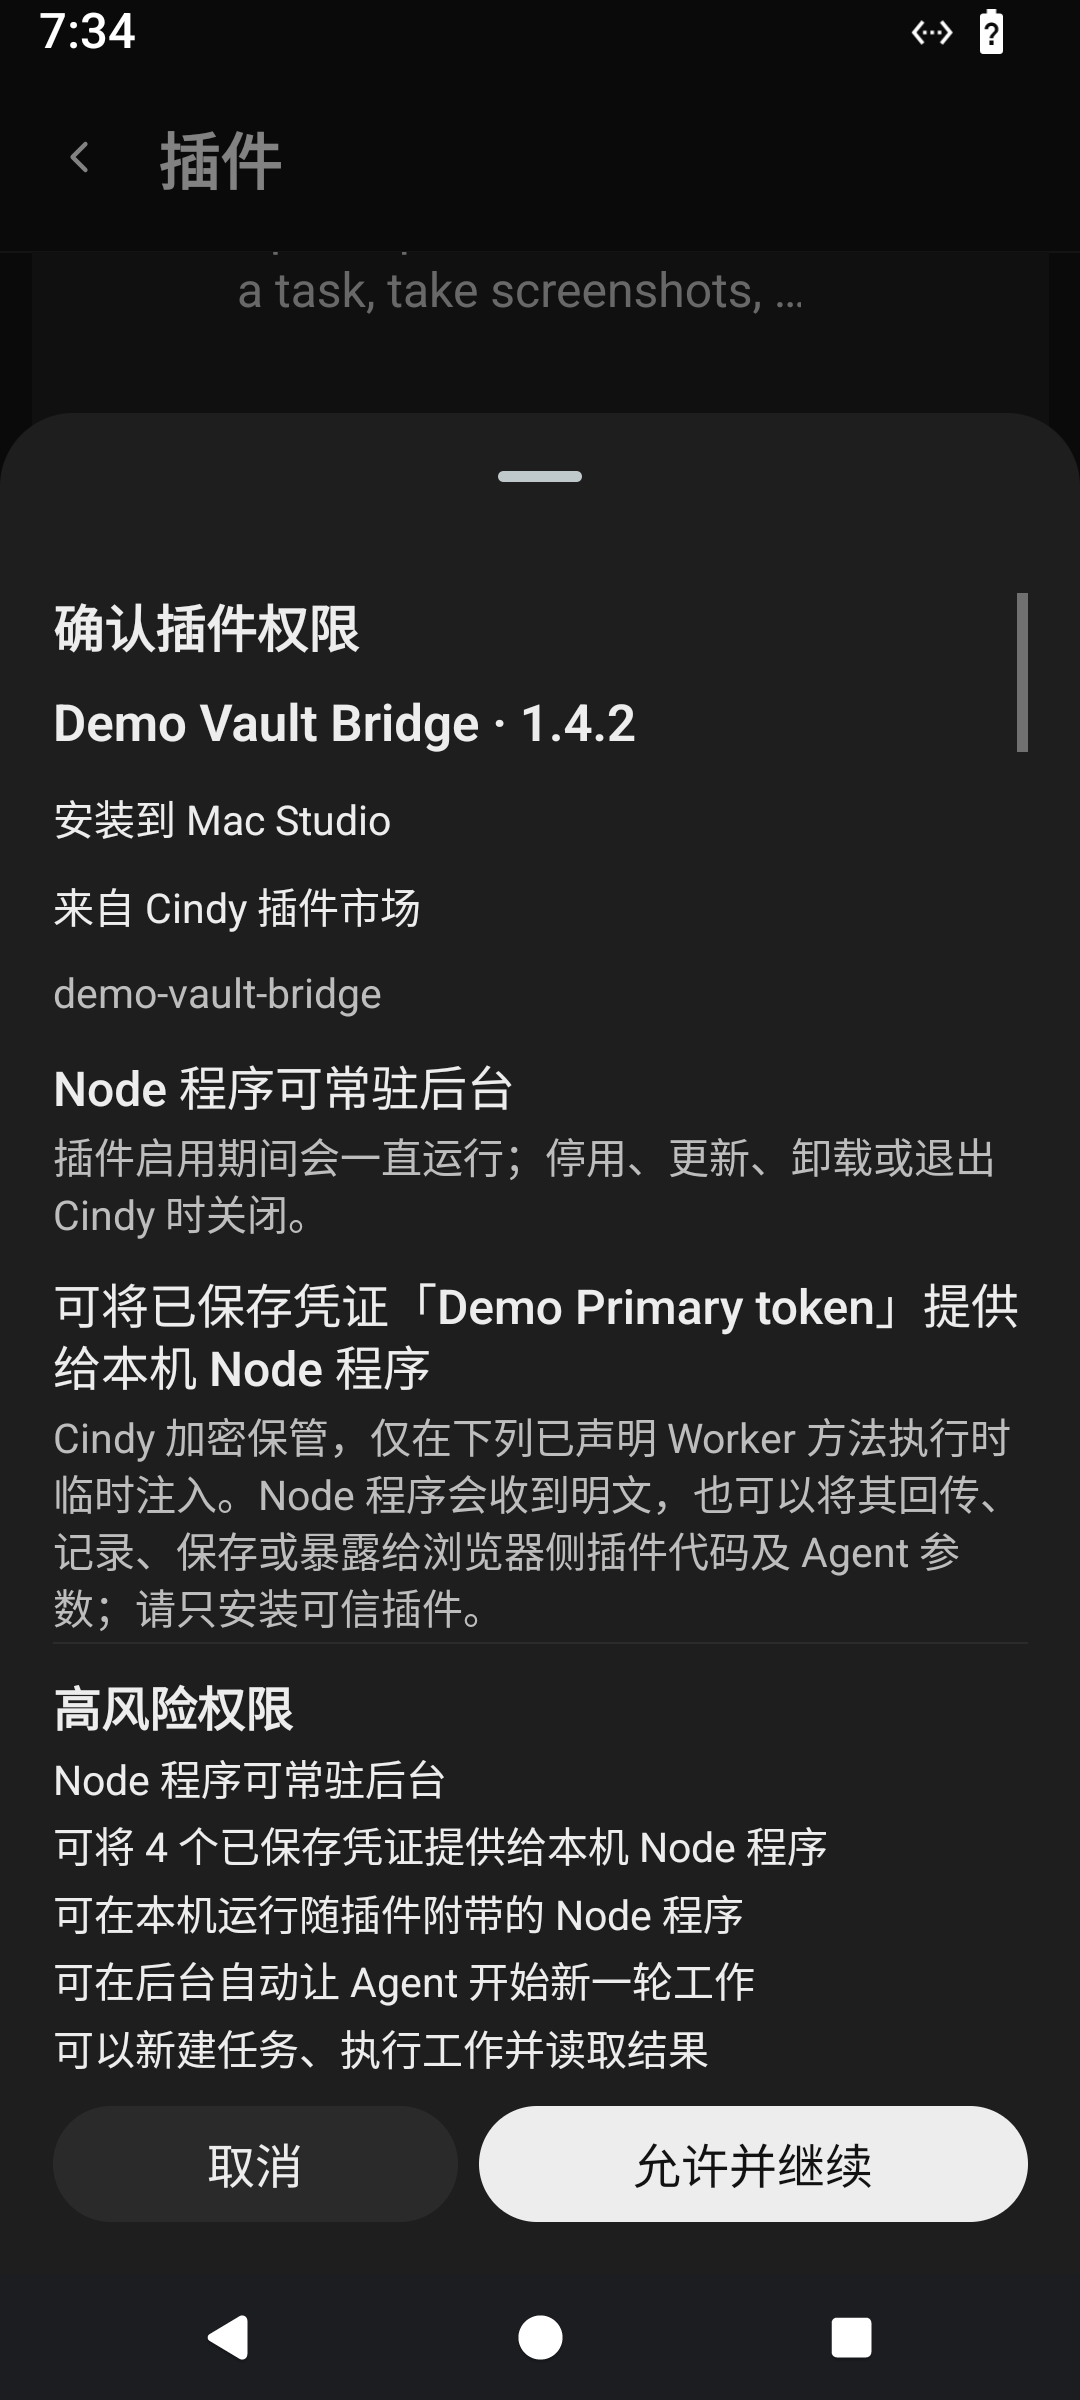 7:34
插件
a task, take screenshots, ...
确认插件权限
Demo Vault Bridge · 1.4.2
安装到 Mac Studio
来自 Cindy 插件市场
demo-vault-bridge
Node 程序可常驻后台
插件启用期间会一直运行；停用、更新、卸载或退出
Cindy 时关闭。
可将已保存凭证「Demo Primary token」提供
给本机 Node 程序
Cindy 加密保管，仅在下列已声明 Worker 方法执行时
临时注入。Node 程序会收到明文，也可以将其回传、
记录、保存或暴露给浏览器侧插件代码及 Agent 参
数；请只安装可信插件。
高风险权限
Node 程序可常驻后台
可将 4 个已保存凭证提供给本机 Node 程序
可在本机运行随插件附带的 Node 程序
可在后台自动让 Agent 开始新一轮工作
可以新建任务、执行工作并读取结果
取消
允许并继续